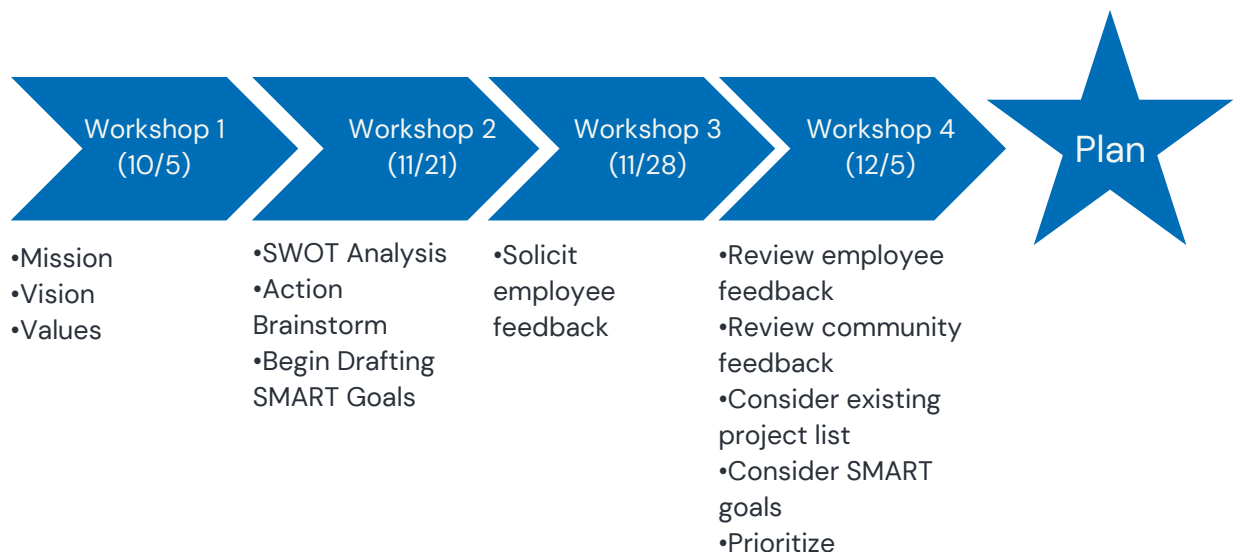 Workshop 1
(10/5)
•Mission
•Vision
•Values
Workshop 2
(11/21)
•SWOT Analysis
•Action
Brainstorm
•Begin Drafting
SMART Goals
Workshop 3
(11/28)
•Solicit
employee
feedback
Workshop 4
(12/5)
•Review employee
feedback
•Review community
feedback
•Consider existing
project list
•Consider SMART
goals
•Prioritize
Plan